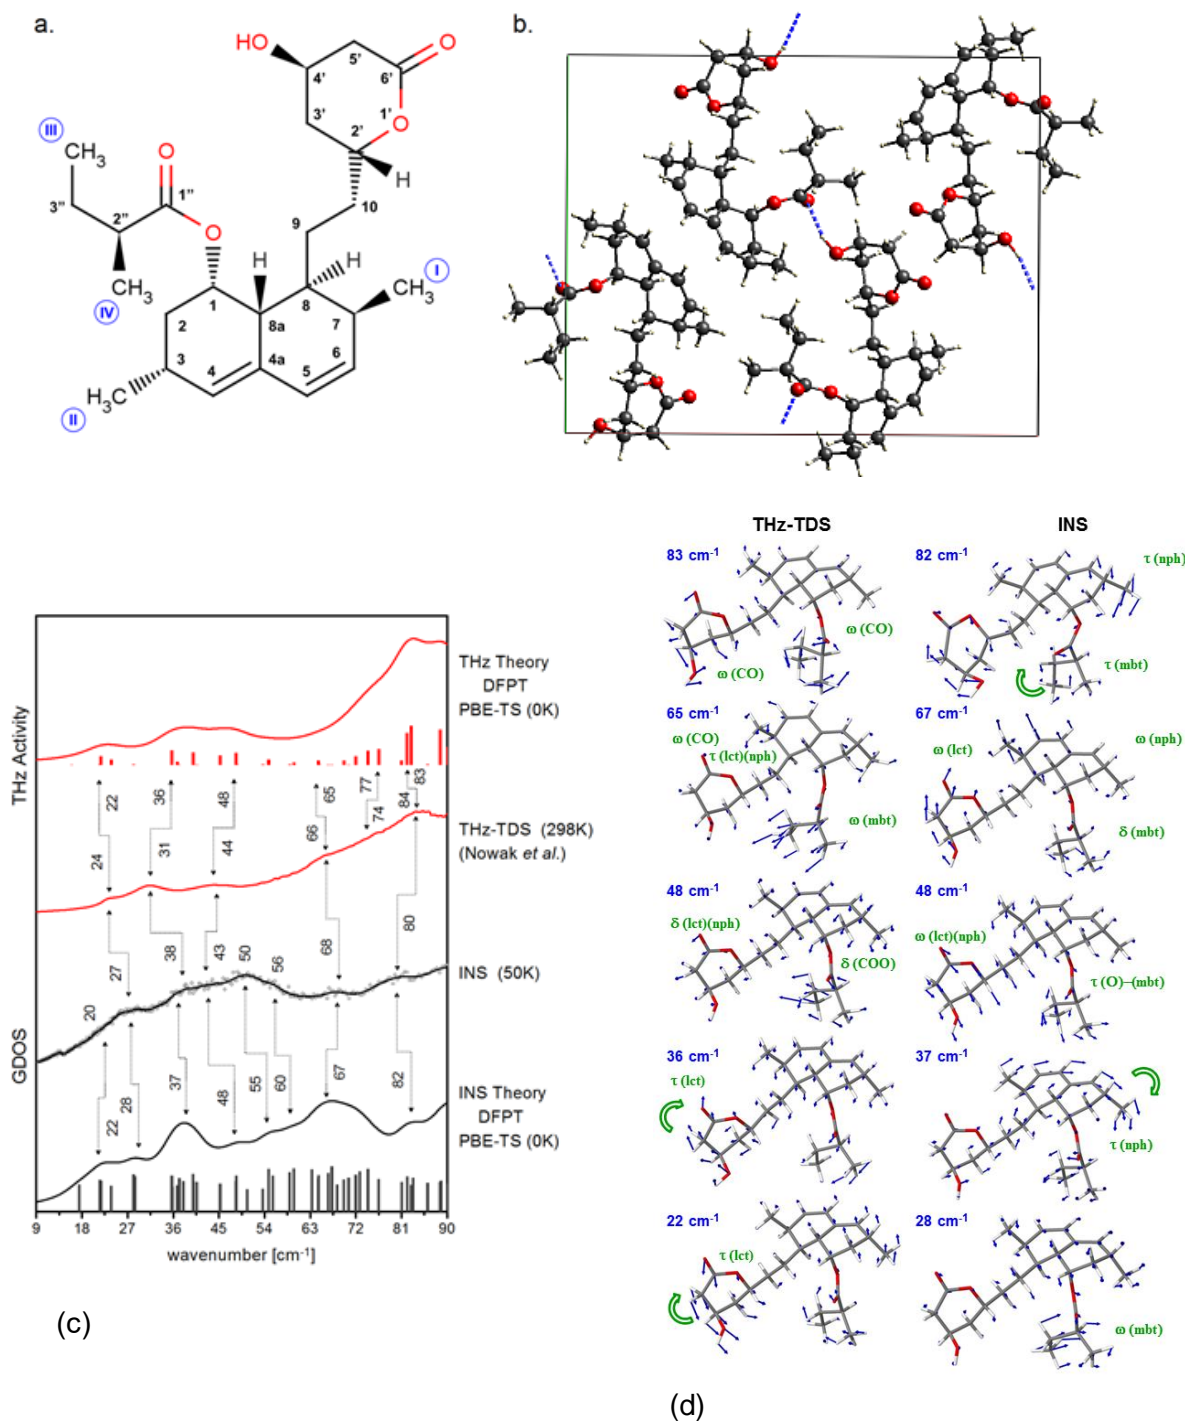 a.
HO
O
5'
4'
6'
3'
O
1'
2'
H
III
CH₃
O
3''
2''
1''
O
IV
CH₃
10
9
H
H
I
CH₃
1
8
2
8a
7
3
4a
6
4
5
H₃C
II
b.
THz Activity
THz Theory
DFPT
PBE-TS (0K)
22
36
48
65
77
74
84
83
THz-TDS (298K)
(Nowak et al.)
24
31
44
66
27
38
43
50
56
68
80
20
INS (50K)
GDOS
22
28
37
48
55
60
67
82
INS Theory
DFPT
PBE-TS (0K)
9 18 27 36 45 54 63 72 81 90
wavenumber [cm⁻¹]
(c)
THz-TDS INS
83 cm⁻¹
ω (CO)
ω (CO)
82 cm⁻¹
τ (nph)
τ (mbt)
65 cm⁻¹
ω (CO)
τ (lct)(nph)
ω (mbt)
67 cm⁻¹
ω (lct)
ω (nph)
δ (mbt)
48 cm⁻¹
δ (lct)(nph)
δ (COO)
48 cm⁻¹
ω (lct)(nph)
τ (O)–(mbt)
36 cm⁻¹
τ (lct)
37 cm⁻¹
τ (nph)
22 cm⁻¹
τ (lct)
28 cm⁻¹
ω (mbt)
(d)